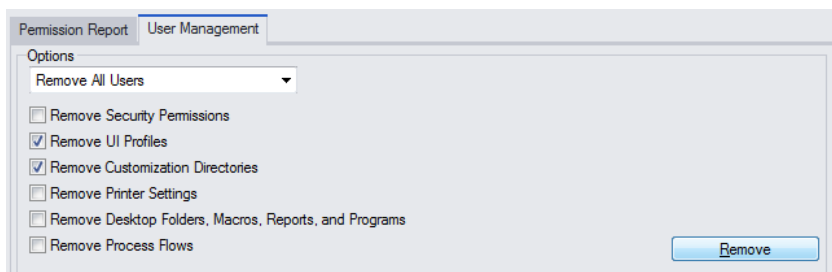 Permission Report User Management
Options
Remove All Users
Remove Security Permissions
Remove UI Profiles
Remove Customization Directories
Remove Printer Settings
Remove Desktop Folders, Macros, Reports, and Programs
Remove Process Flows
Remove